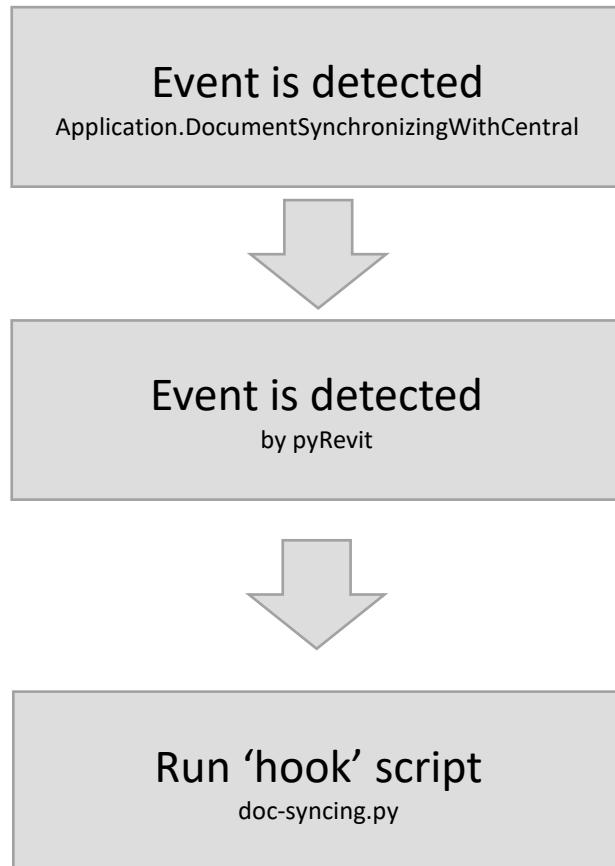 Event is detected
Application.DocumentSynchronizingWithCentral
Event is detected
by pyRevit
Run ‘hook’ script
doc-syncing.py